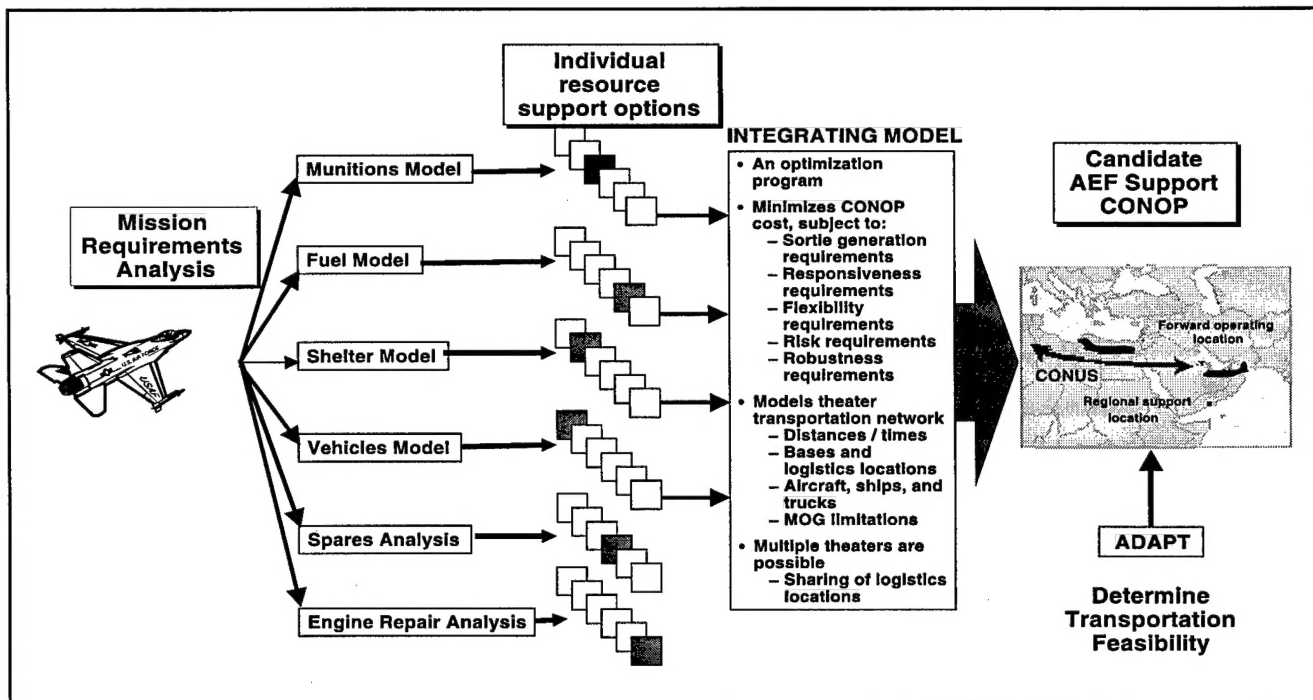 Mission
Requirements
Analysis
U.S. AIR FORCE
USAF
Munitions Model
Fuel Model
Shelter Model
Vehicles Model
Spares Analysis
Engine Repair Analysis
Individual
resource
support options
INTEGRATING MODEL
• An optimization
program
• Minimizes CONOP
cost, subject to:
– Sortie generation
requirements
– Responsiveness
requirements
– Flexibility
requirements
– Risk requirements
– Robustness
requirements
• Models theater
transportation network
– Distances / times
– Bases and
logistics locations
– Aircraft, ships, and
trucks
– MOG limitations
• Multiple theaters are
possible
– Sharing of logistics
locations
Candidate
AEF Support
CONOP
Forward operating
location
CONUS
Regional support
location
ADAPT
Determine
Transportation
Feasibility